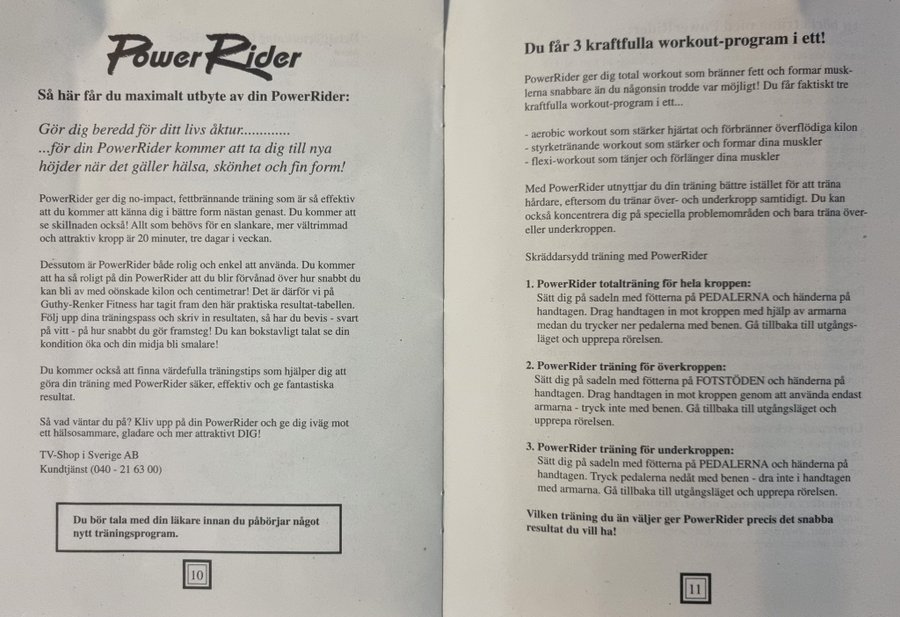 PowerRider
Så här får du maximalt utbyte av din PowerRider:
Gör dig beredd för ditt livs åktur.............
...för din PowerRider kommer att ta dig till nya
höjder när det gäller hälsa, skönhet och fin form!
PowerRider ger dig no-impact, fettbrännande träning som är så effektiv
att du kommer att känna dig i bättre form nästan genast. Du kommer att
se skillnaden också! Allt som behövs för en slankare, mer vältrimmad
och attraktiv kropp är 20 minuter, tre dagar i veckan.
Dessutom är PowerRider både rolig och enkel att använda. Du kommer
att ha så roligt på din PowerRider att du blir förvånad över hur snabbt du
kan bli av med oönskade kilon och centimetrar! Det är därför vi på
Guthy-Renker Fitness har tagit fram den här praktiska resultat-tabellen.
Följ upp dina träningspass och skriv in resultaten, så har du bevis - svart
på vitt - på hur snabbt du gör framsteg! Du kan bokstavligt talat se din
kondition öka och din midja bli smalare!
Du kommer också att finna värdefulla träningstips som hjälper dig att
göra din träning med PowerRider säker, effektiv och ge fantastiska
resultat.
Så vad väntar du på? Kliv upp på din PowerRider och ge dig iväg mot
ett hälsosammare, gladare och mer attraktivt DIG!
TV-Shop i Sverige AB
Kundtjänst (040 - 21 63 00)
Du bör tala med din läkare innan du påbörjar något
nytt träningsprogram.
10
Du får 3 kraftfulla workout-program i ett!
PowerRider ger dig total workout som bränner fett och formar musk-
lerna snabbare än du någonsin trodde var möjligt! Du får faktiskt tre
kraftfulla workout-program i ett...
- aerobic workout som stärker hjärtat och förbränner överflödiga kilon
- styrketränande workout som stärker och formar dina muskler
- flexi-workout som tänjer och förlänger dina muskler
Med PowerRider utnyttjar du din träning bättre istället för att träna
hårdare, eftersom du tränar över- och underkropp samtidigt. Du kan
också koncentrera dig på speciella problemområden och bara träna över-
eller underkroppen.
Skräddarsydd träning med PowerRider
1. PowerRider totalträning för hela kroppen:
Sätt dig på sadeln med fötterna på PEDALERNA och händerna på
handtagen. Drag handtagen in mot kroppen med hjälp av armarna
medan du trycker ner pedalerna med benen. Gå tillbaka till utgångs-
läget och upprepa rörelsen.
2. PowerRider träning för överkroppen:
Sätt dig på sadeln med fötterna på FOTSTÖDEN och händerna på
handtagen. Drag handtagen in mot kroppen genom att använda endast
armarna - tryck inte med benen. Gå tillbaka till utgångsläget och
upprepa rörelsen.
3. PowerRider träning för underkroppen:
Sätt dig på sadeln med fötterna på PEDALERNA och händerna på
handtagen. Tryck pedalerna nedåt med benen - dra inte i handtagen
med armarna. Gå tillbaka till utgångsläget och upprepa rörelsen.
Vilken träning du än väljer ger PowerRider precis det snabba
resultat du vill ha!
11